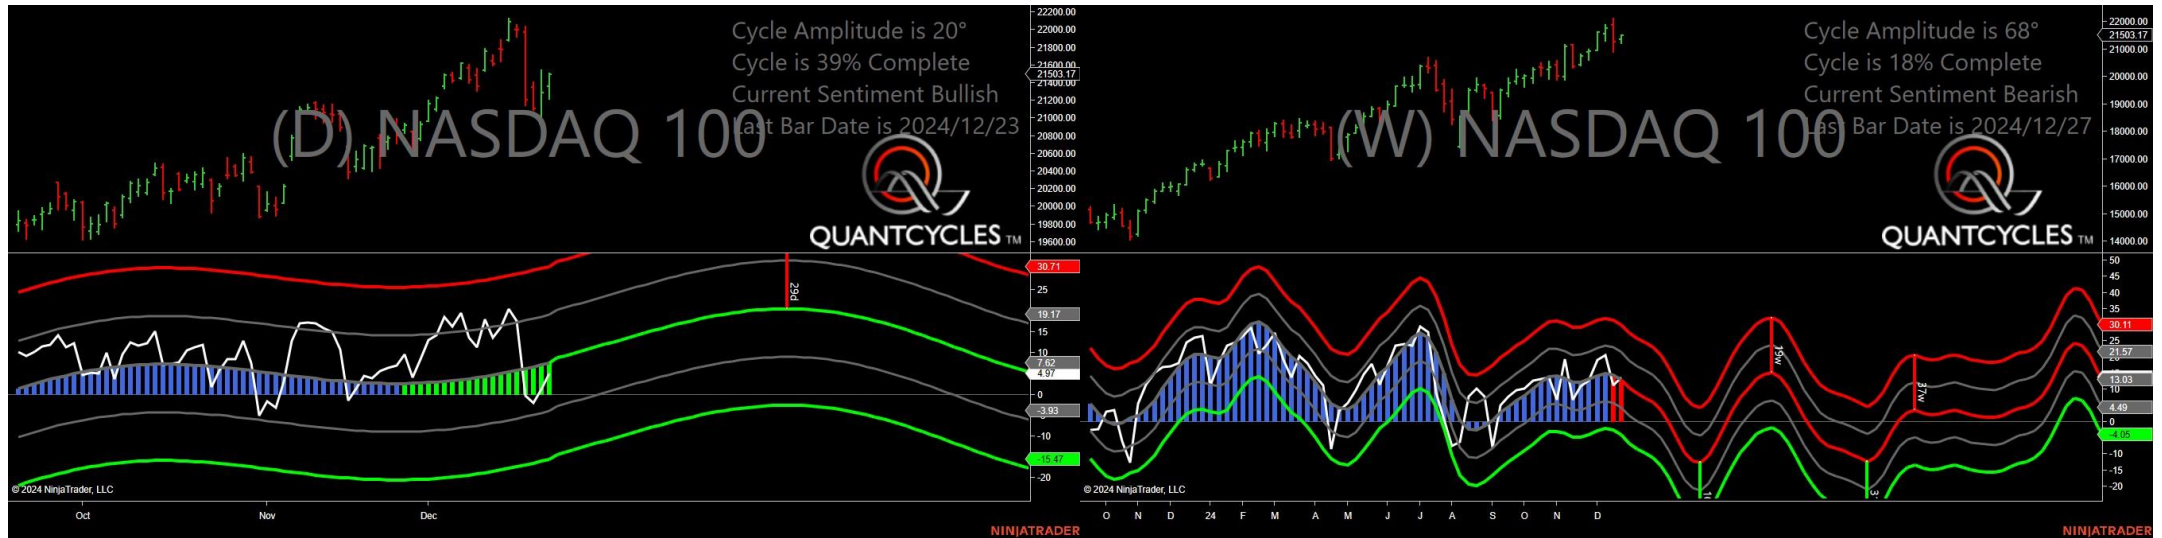 22200.00
Cycle Amplitude is 20°
22000.00
21800.00
Cycle is 39% Complete
21600.00
21503.17
21400.00
Current Sentiment Bullish
21200.00
(D) NASDAQ 100
Last Bar Date is 2024/12/23
21000.00
20800.00
20600.00
20400.00
20200.00
20000.00
19800.00
19600.00
QUANTCYCLES TM
30.71
25
29d
19.17
15
10
7.62
4.97
0
-3.93
-10
-15.47
-20
© 2024 NinjaTrader, LLC
Oct
Nov
Dec
NINJATRADER
Cycle Amplitude is 68°
22000.00
21503.17
21000.00
Cycle is 18% Complete
20000.00
Current Sentiment Bearish
19000.00
(W) NASDAQ 100
Last Bar Date is 2024/12/27
18000.00
17000.00
16000.00
15000.00
14000.00
QUANTCYCLES TM
50
45
40
35
30.11
25
21.57
19w
13.03
10
37w
4.49
0
-4.05
-10
-15
-20
© 2024 NinjaTrader, LLC
O N D 24 F M A M J J A S O N D
NINJATRADER